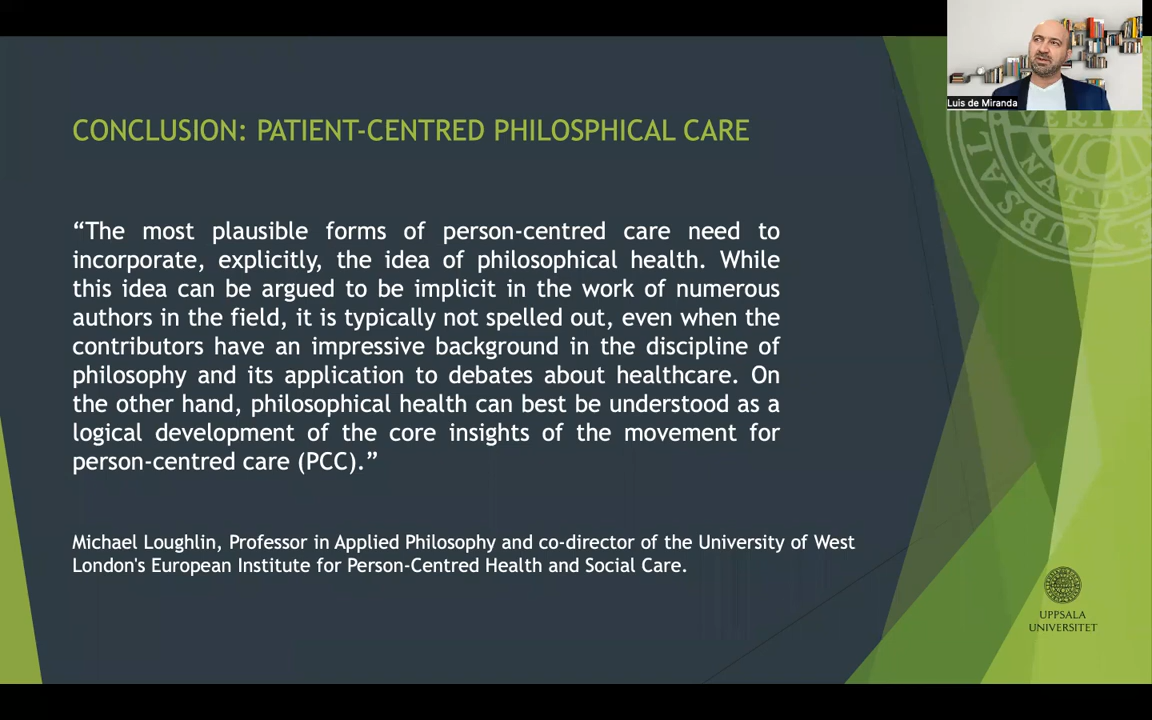 Luis de Miranda
CONCLUSION: PATIENT-CENTRED PHILOSPHICAL CARE
“The most plausible forms of person-centred care need to
incorporate, explicitly, the idea of philosophical health. While
this idea can be argued to be implicit in the work of numerous
authors in the field, it is typically not spelled out, even when the
contributors have an impressive background in the discipline of
philosophy and its application to debates about healthcare. On
the other hand, philosophical health can best be understood as a
logical development of the core insights of the movement for
person-centred care (PCC).”
Michael Loughlin, Professor in Applied Philosophy and co-director of the University of West
London's European Institute for Person-Centred Health and Social Care.
UPPSALA
UNIVERSITET